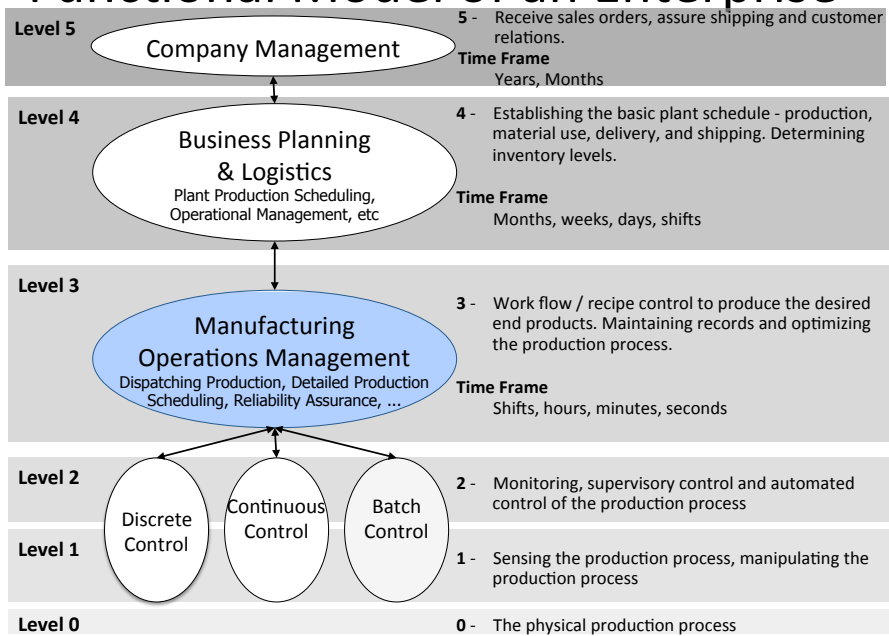 Functional Model of an Enterprise
Level 5
Company Management
5 - Receive sales orders, assure shipping and customer
relations.
Time Frame
Years, Months
Level 4
Business Planning
& Logistics
Plant Production Scheduling,
Operational Management, etc
4 - Establishing the basic plant schedule - production,
material use, delivery, and shipping. Determining
inventory levels.
Time Frame
Months, weeks, days, shifts
Level 3
Manufacturing
Operations Management
Dispatching Production, Detailed Production
Scheduling, Reliability Assurance, ...
3 - Work flow / recipe control to produce the desired
end products. Maintaining records and optimizing
the production process.
Time Frame
Shifts, hours, minutes, seconds
Level 2
2 - Monitoring, supervisory control and automated
control of the production process
Discrete
Control
Continuous
Control
Batch
Control
Level 1
1 - Sensing the production process, manipulating the
production process
Level 0
0 - The physical production process